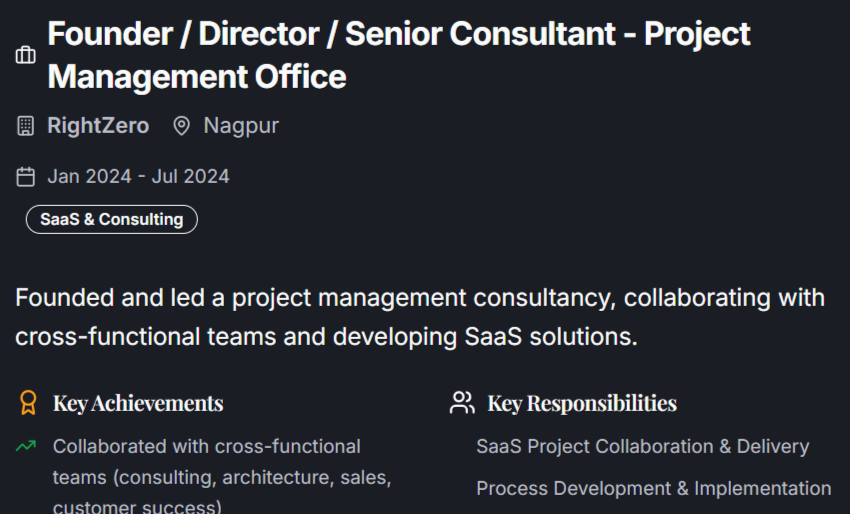 Founder / Director / Senior Consultant - Project
Management Office
RightZero Nagpur
Jan 2024 - Jul 2024
SaaS & Consulting
Founded and led a project management consultancy, collaborating with
cross-functional teams and developing SaaS solutions.
Key Achievements
Collaborated with cross-functional
teams (consulting, architecture, sales,
customer success)
Key Responsibilities
SaaS Project Collaboration & Delivery
Process Development & Implementation